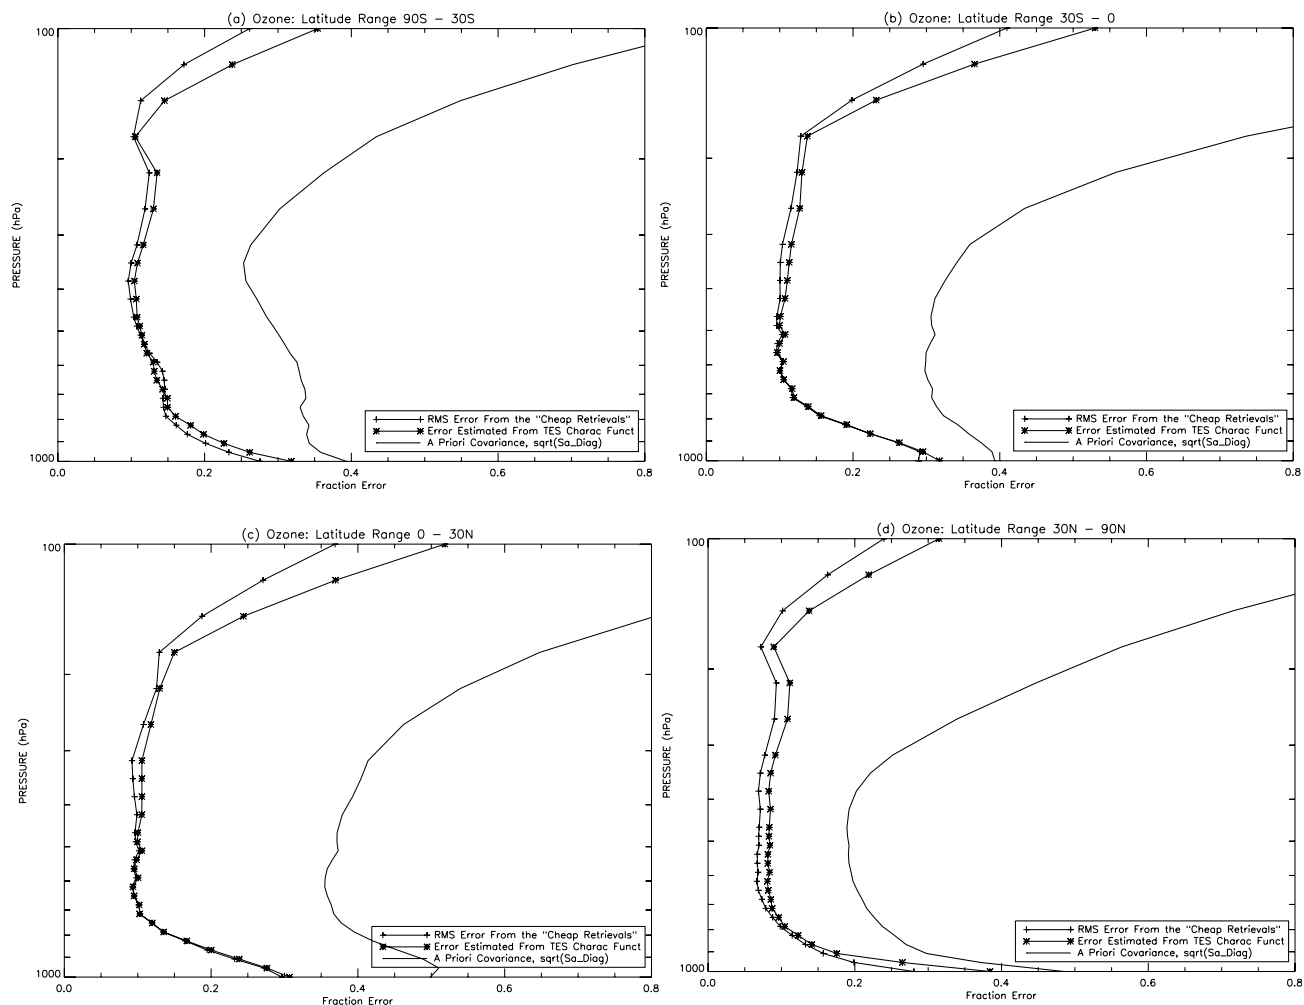 (a) Ozone: Latitude Range 90S - 30S
100
PRESSURE (hPa)
RMS Error From the "Cheap Retrievals"
Error Estimated From TES Charac Funct
A Priori Covariance, sqrt(Sa_Diag)
1000
0.0 0.2 0.4 0.6 0.8
Fraction Error
(b) Ozone: Latitude Range 30S - 0
100
PRESSURE (hPa)
RMS Error From the "Cheap Retrievals"
Error Estimated From TES Charac Funct
A Priori Covariance, sqrt(Sa_Diag)
1000
0.0 0.2 0.4 0.6 0.8
Fraction Error
(c) Ozone: Latitude Range 0 - 30N
100
PRESSURE (hPa)
RMS Error From the "Cheap Retrievals"
Error Estimated From TES Charac Funct
A Priori Covariance, sqrt(Sa_Diag)
1000
0.0 0.2 0.4 0.6 0.8
Fraction Error
(d) Ozone: Latitude Range 30N - 90N
100
PRESSURE (hPa)
RMS Error From the "Cheap Retrievals"
Error Estimated From TES Charac Funct
A Priori Covariance, sqrt(Sa_Diag)
1000
0.0 0.2 0.4 0.6 0.8
Fraction Error